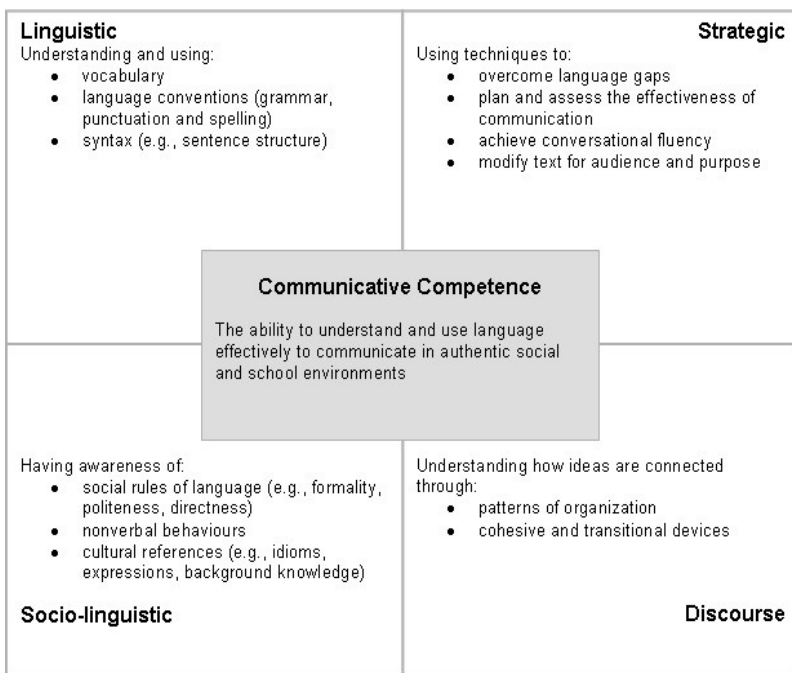 Linguistic
Understanding and using:
• vocabulary
• language conventions (grammar,
punctuation and spelling)
• syntax (e.g., sentence structure)
Strategic
Using techniques to:
• overcome language gaps
• plan and assess the effectiveness of
communication
• achieve conversational fluency
• modify text for audience and purpose
Communicative Competence
The ability to understand and use language
effectively to communicate in authentic social
and school environments
Having awareness of:
• social rules of language (e.g., formality,
politeness, directness)
• nonverbal behaviours
• cultural references (e.g., idioms,
expressions, background knowledge)
Socio-linguistic
Understanding how ideas are connected
through:
• patterns of organization
• cohesive and transitional devices
Discourse